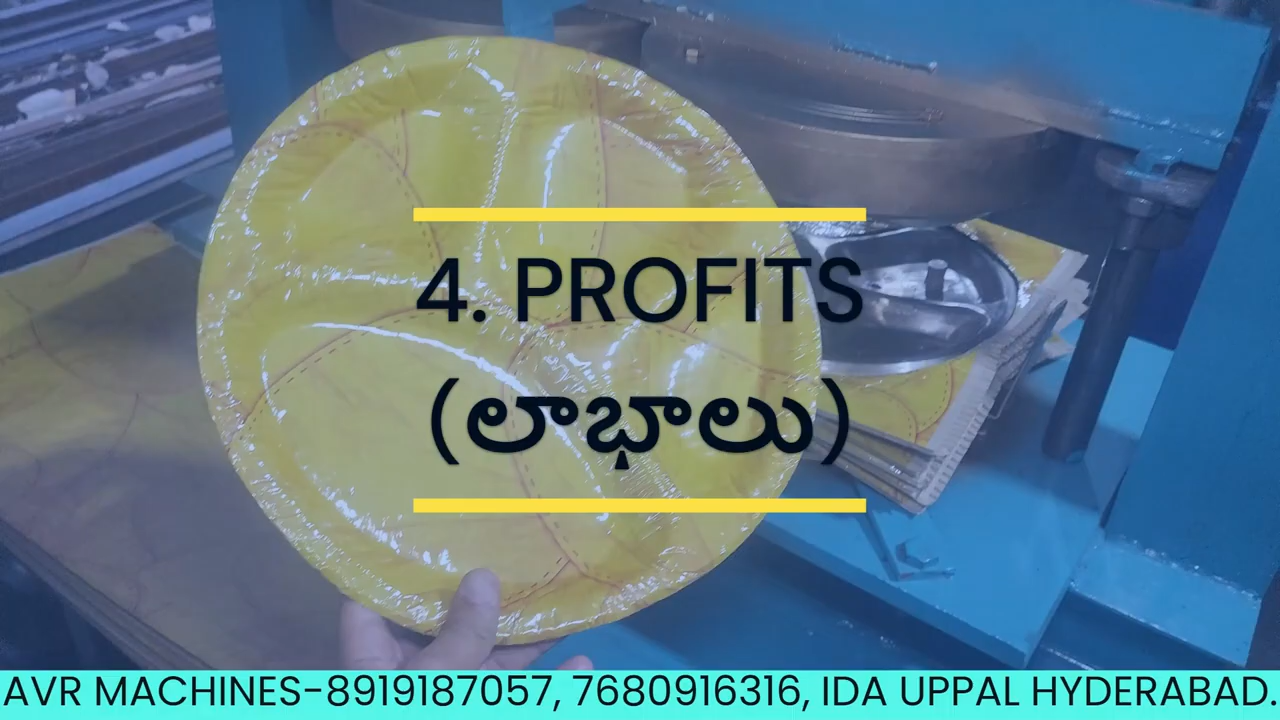 4. PROFITS
(లాభాలు)
AVR MACHINES-8919187057, 7680916316, IDA UPPAL HYDERABAD.